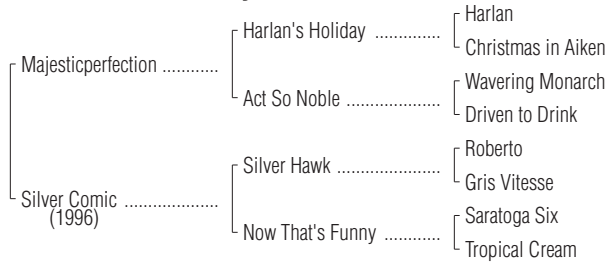 Harlan
Harlan's Holiday .............
Christmas in Aiken
Majesticperfection ............
Wavering Monarch
Act So Noble .....................
Driven to Drink
Roberto
Silver Hawk .......................
Gris Vitesse
Silver Comic .....................
(1996)
Saratoga Six
Now That's Funny ............
Tropical Cream